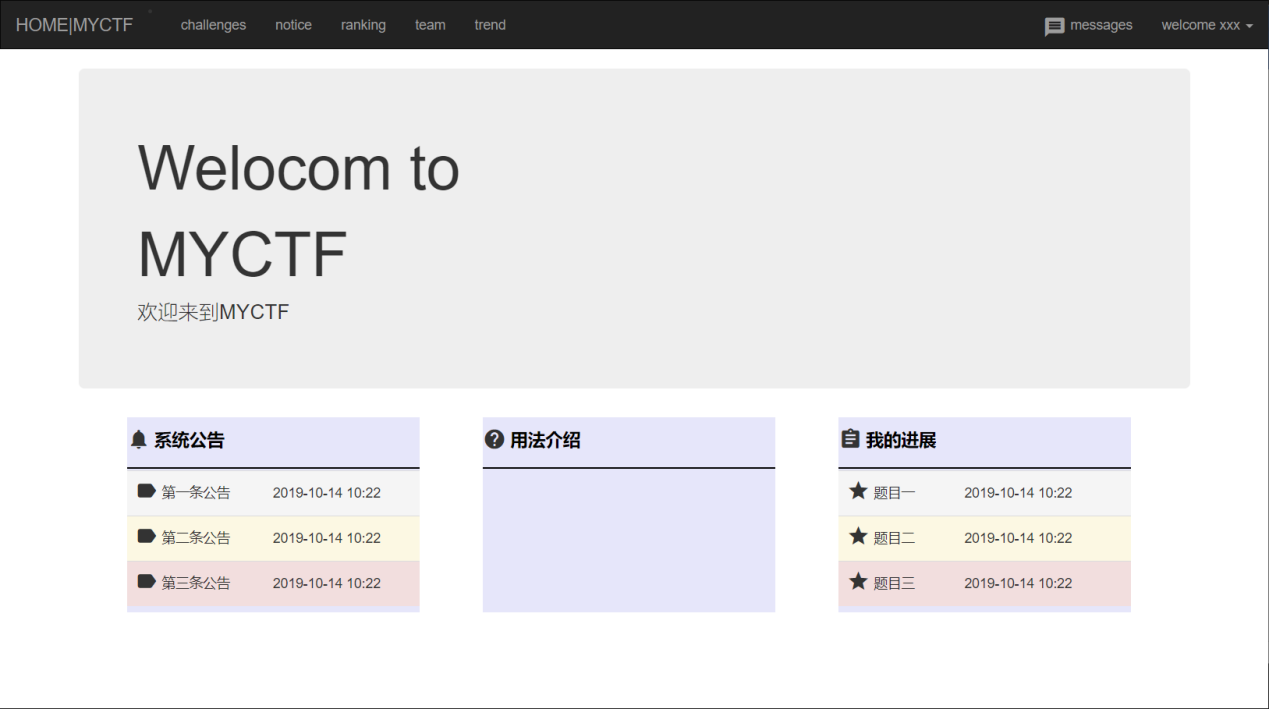 HOME|MYCTF challenges notice ranking team trend messages welcome xxx
Welocom to
MYCTF
欢迎来到MYCTF
系统公告
第一条公告 2019-10-14 10:22
第二条公告 2019-10-14 10:22
第三条公告 2019-10-14 10:22
用法介绍
我的进展
题目一 2019-10-14 10:22
题目二 2019-10-14 10:22
题目三 2019-10-14 10:22